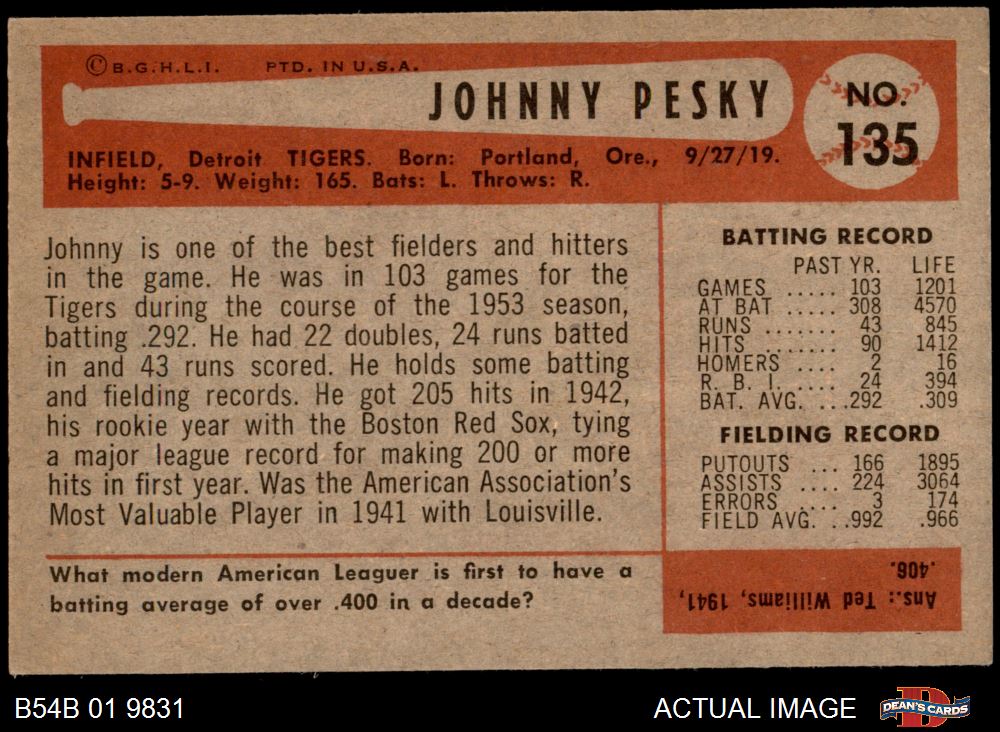 © B.G.H.L.I. PTD. IN U.S.A.
JOHNNY PESKY
NO.
135
INFIELD, Detroit TIGERS. Born: Portland, Ore., 9/27/19.
Height: 5-9. Weight: 165. Bats: L. Throws: R.
Johnny is one of the best fielders and hitters
in the game. He was in 103 games for the
Tigers during the course of the 1953 season,
batting .292. He had 22 doubles, 24 runs batted
in and 43 runs scored. He holds some batting
and fielding records. He got 205 hits in 1942,
his rookie year with the Boston Red Sox, tying
a major league record for making 200 or more
hits in first year. Was the American Association's
Most Valuable Player in 1941 with Louisville.
BATTING RECORD
PAST YR. LIFE
GAMES ..... 103 1201
AT BAT ..... 308 4570
RUNS ....... 43 845
HITS ........ 90 1412
HOMERS .... 2 16
R. B. I. ..... 24 394
BAT. AVG. ...292 .309
FIELDING RECORD
PUTOUTS ... 166 1895
ASSISTS .... 224 3064
ERRORS ..... 3 174
FIELD AVG. ..992 .966
What modern American Leaguer is first to have a
batting average of over .400 in a decade?
Ans.: Ted Williams, 1941,
.406.
B54B 01 9831
ACTUAL IMAGE
D
DEAN'S CARDS